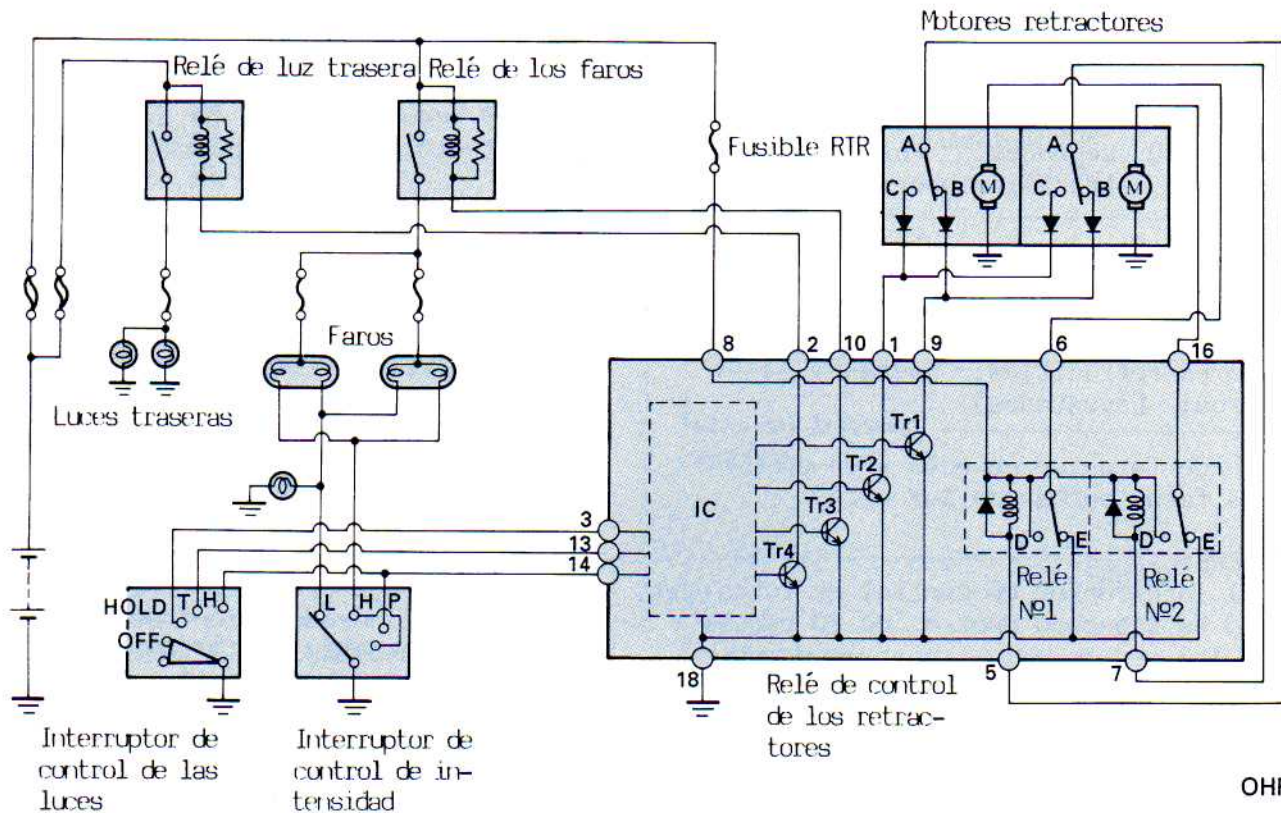 Motores retractores
Relé de luz trasera
Relé de los faros
Fusible RTR
A
C
B
M
A
C
B
M
Faros
Luces traseras
8
2
10
1
9
6
16
IC
Tr1
Tr2
Tr3
Tr4
3
13
14
D
E
D
E
Relé
Nº1
Relé
Nº2
HOLD
T
H
OFF
L
H
P
18
5
7
Relé de control
de los retrac-
tores
Interruptor de
control de las
luces
Interruptor de
control de in-
tensidad